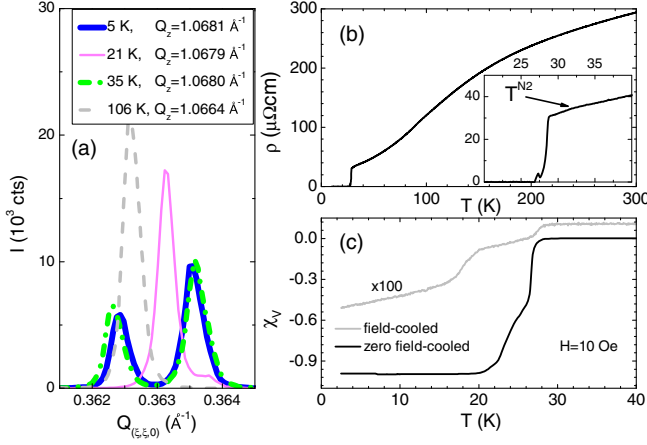 5 K, Q_z=1.0681 Å⁻¹
21 K, Q_z=1.0679 Å⁻¹
35 K, Q_z=1.0680 Å⁻¹
106 K, Q_z=1.0664 Å⁻¹
(a)
I (10³ cts)
30
25
20
15
10
5
0
0.362 0.363 0.364
Q_(ξ,ξ,0) (Å⁻¹)
(b)
ρ (μΩcm)
300
200
100
0
0 100 200 300
T (K)
25 30 35
40
20
0
T^N2
(c)
χ_V
0.0
-0.3
-0.6
-0.9
x100
field-cooled
zero field-cooled
H=10 Oe
0 10 20 30 40
T (K)